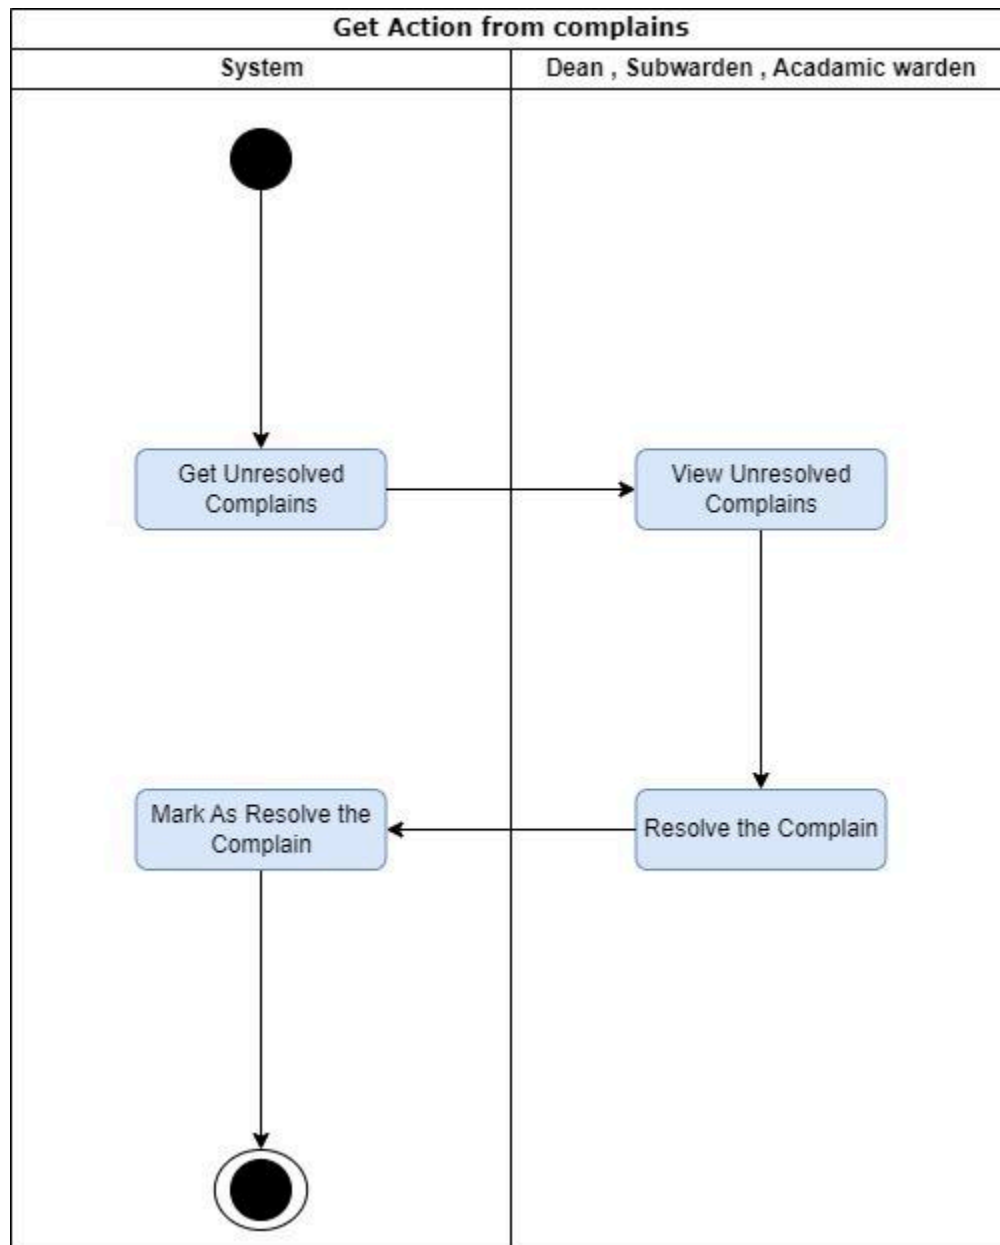 Get Action from complains
System
Dean , Subwarden , Acadamic warden
Get Unresolved
Complains
View Unresolved
Complains
Mark As Resolve the
Complain
Resolve the Complain